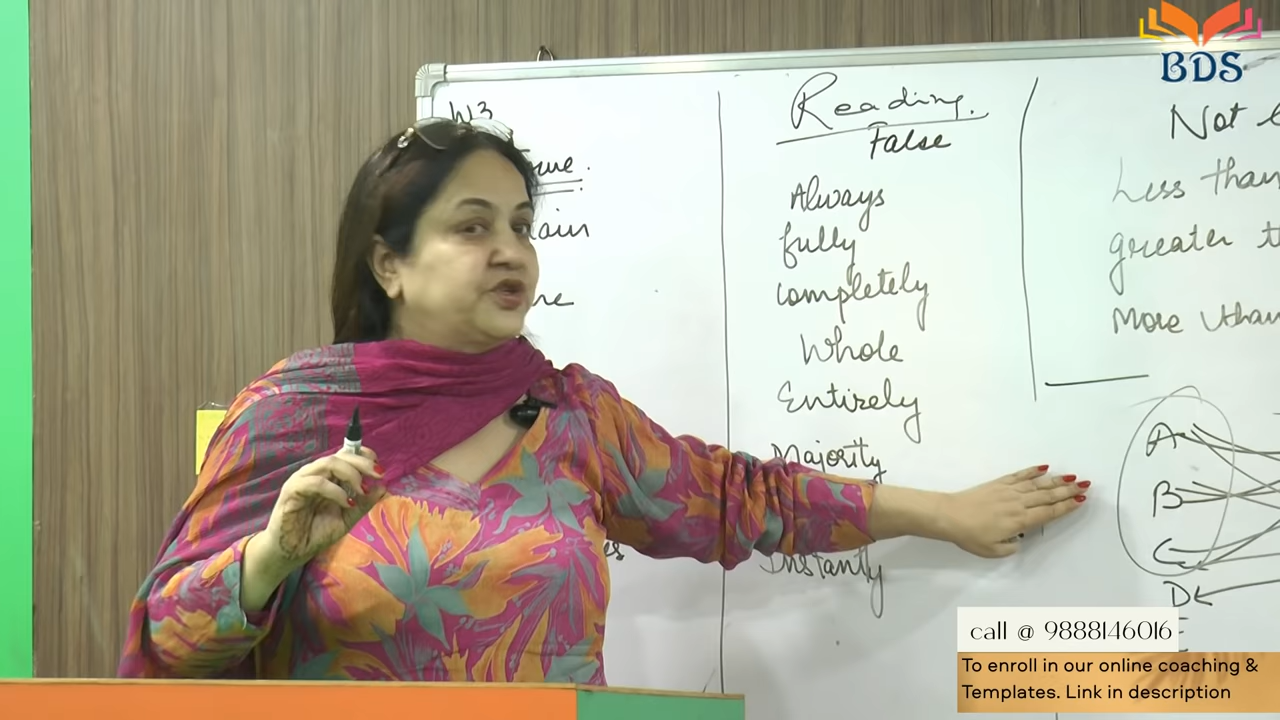 W3
Reading.
False
Always
fully
completely
Whole
Entirely
Majority
Instantly
Not
Less than
greater
More than
A
B
C
D
E
BDS
call @ 9888146016
To enroll in our online coaching &
Templates. Link in description